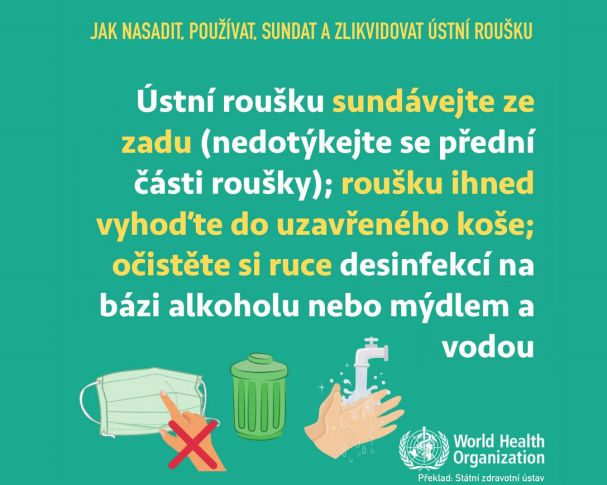 JAK NASADIT, POUŽÍVAT, SUNDAT A ZLIKVIDOVAT ÚSTNÍ ROUŠKU
Ústní roušku sundávejte ze
zadu (nedotýkejte se přední
části roušky); roušku ihned
vyhoďte do uzavřeného koše;
očistěte si ruce desinfekcí na
bázi alkoholu nebo mýdlem a
vodou
World Health
Organization
Překlad: Státní zdravotní ústav